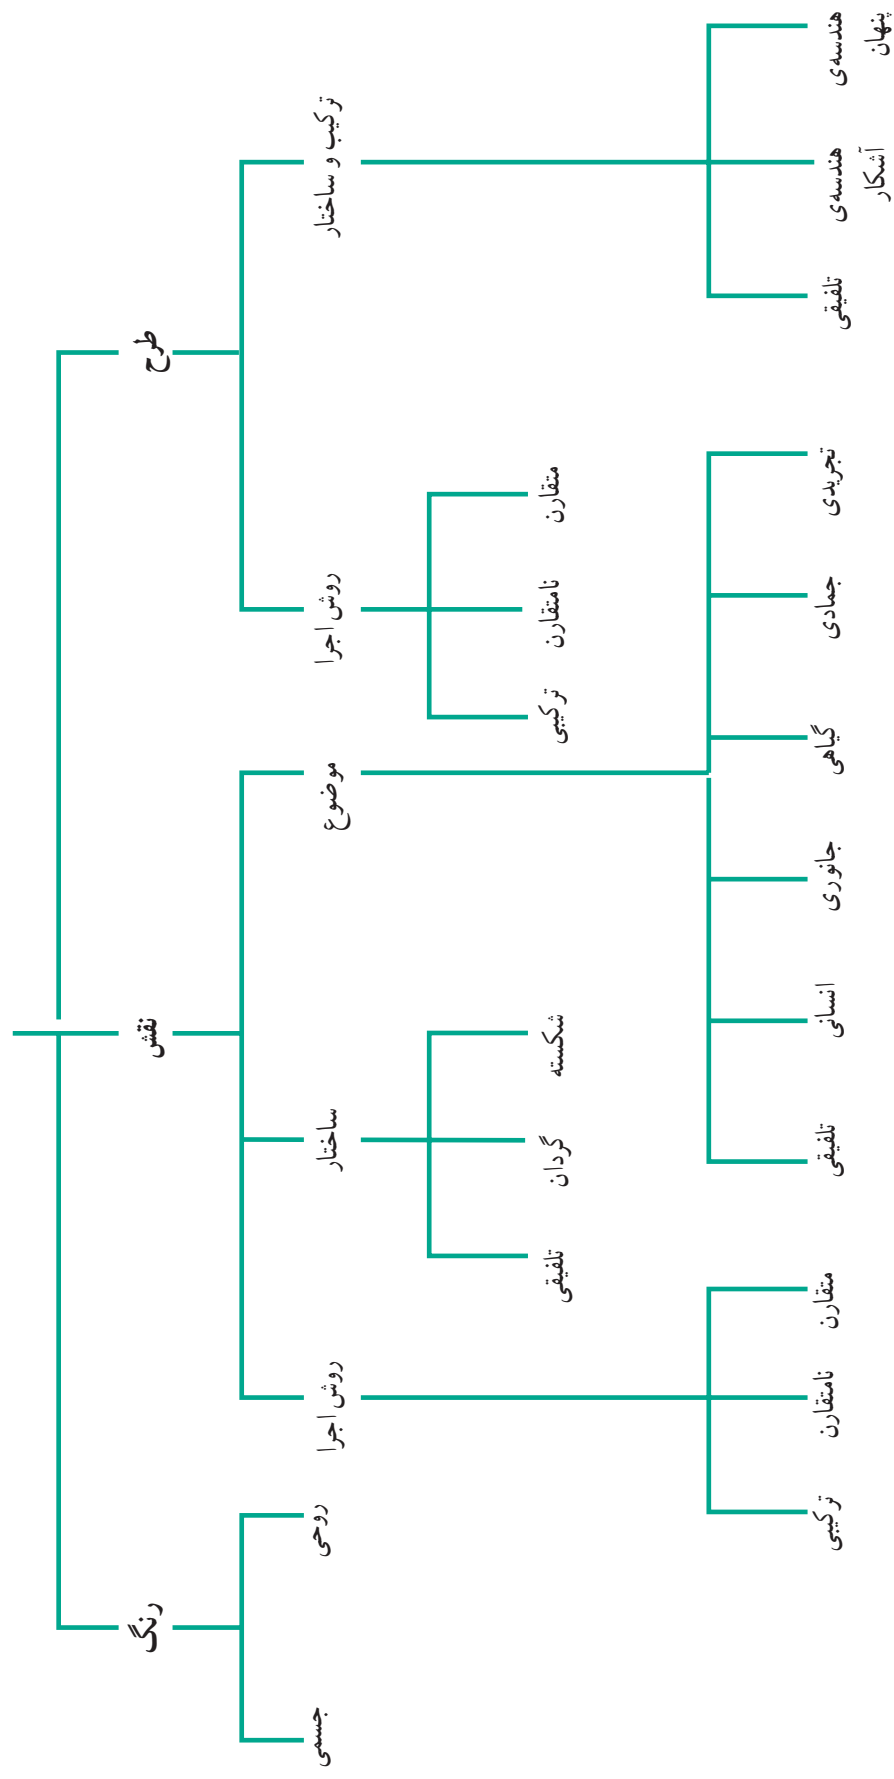 طرح
نقش
رنگ
ترکیب و ساختار
روش اجرا
موضوع
ساختار
روش اجرا
روحی
جسمی
متقارن
نامتقارن
ترکیبی
شکسته
گردان
تلفیقی
هندسه‌ی
پنهان
هندسه‌ی
آشکار
تلفیقی
تجریدی
جمادی
گیاهی
جانوری
انسانی
تلفیقی
متقارن
نامتقارن
ترکیبی